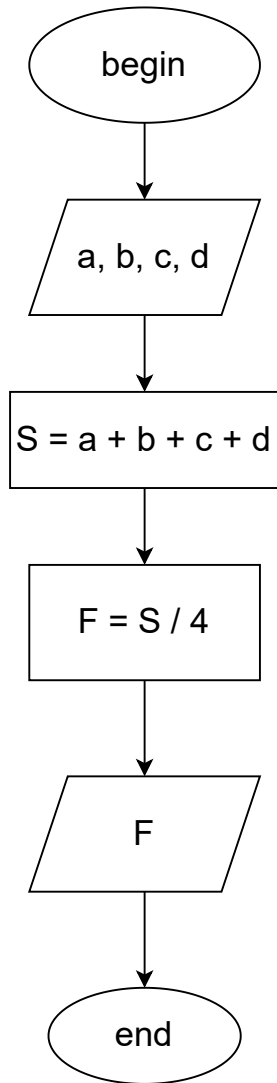 begin
a, b, c, d
S = a + b + c + d
F = S / 4
F
end